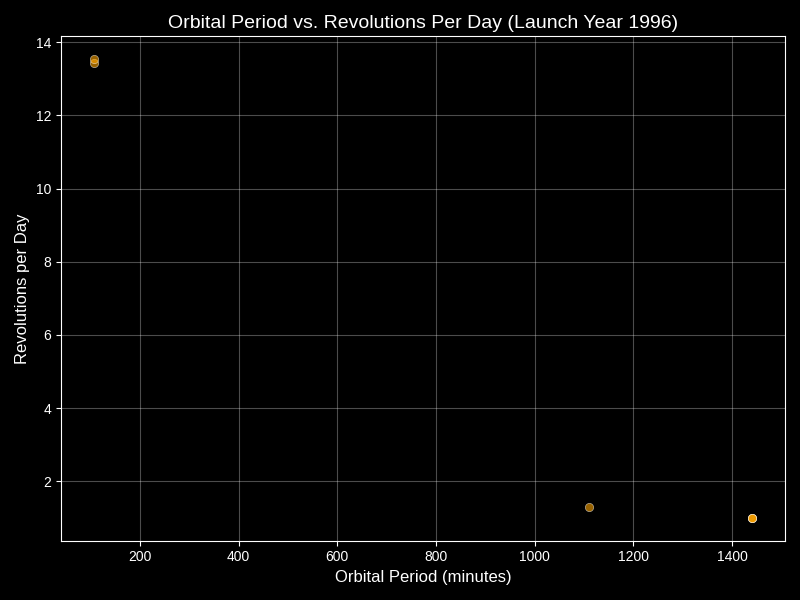 Orbital Period vs. Revolutions Per Day (Launch Year 1996)
14
12
10
8
6
4
2
Revolutions per Day
200 400 600 800 1000 1200 1400
Orbital Period (minutes)